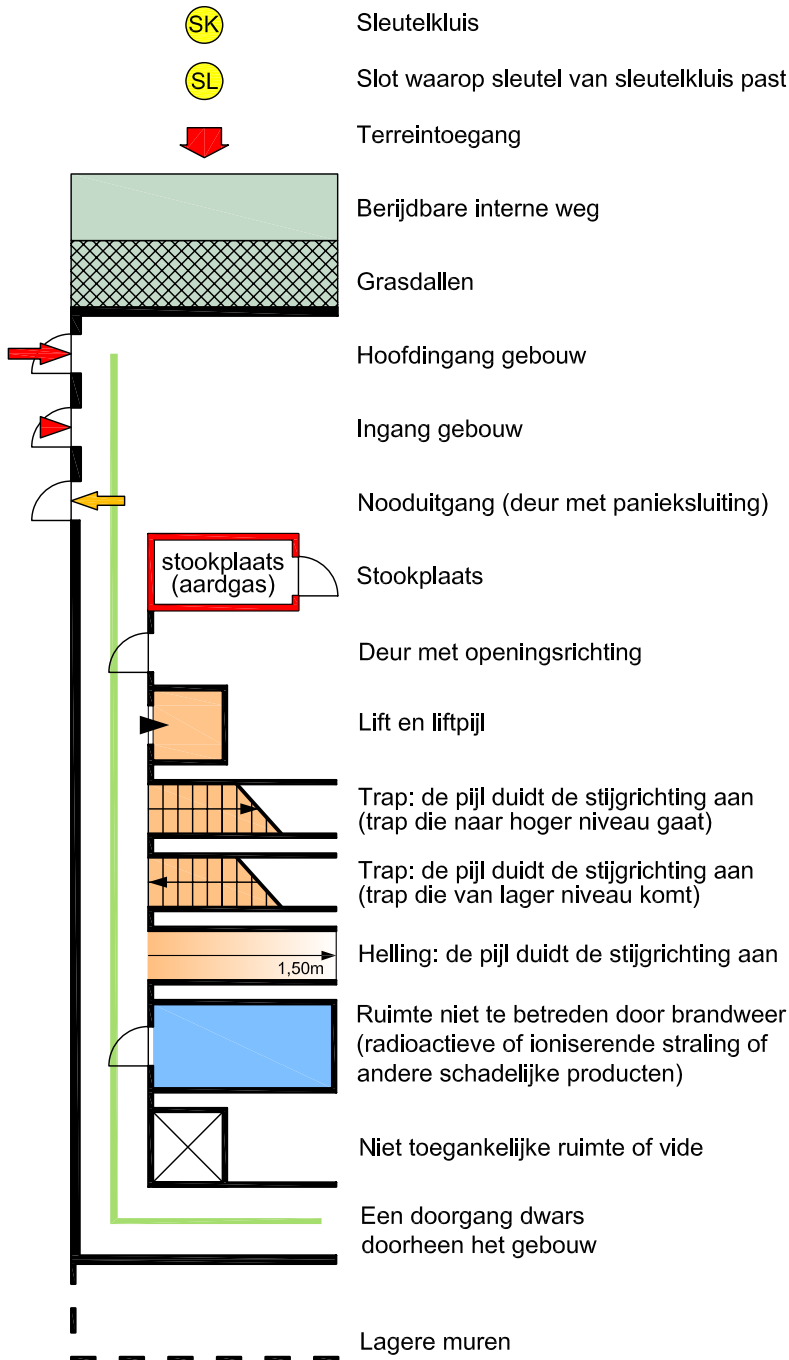 SK
Sleutelkluis
SL
Slot waarop sleutel van sleutelkluis past
Terreintoegang
Berijdbare interne weg
Grasdallen
Hoofdingang gebouw
Ingang gebouw
Nooduitgang (deur met panieksluiting)
stookplaats
(aardgas)
Stookplaats
Deur met openingsrichting
Lift en liftpijl
Trap: de pijl duidt de stijgrichting aan
(trap die naar hoger niveau gaat)
Trap: de pijl duidt de stijgrichting aan
(trap die van lager niveau komt)
1,50m
Helling: de pijl duidt de stijgrichting aan
Ruimte niet te betreden door brandweer
(radioactieve of ioniserende straling of
andere schadelijke producten)
Niet toegankelijke ruimte of vide
Een doorgang dwars
doorheen het gebouw
Lagere muren